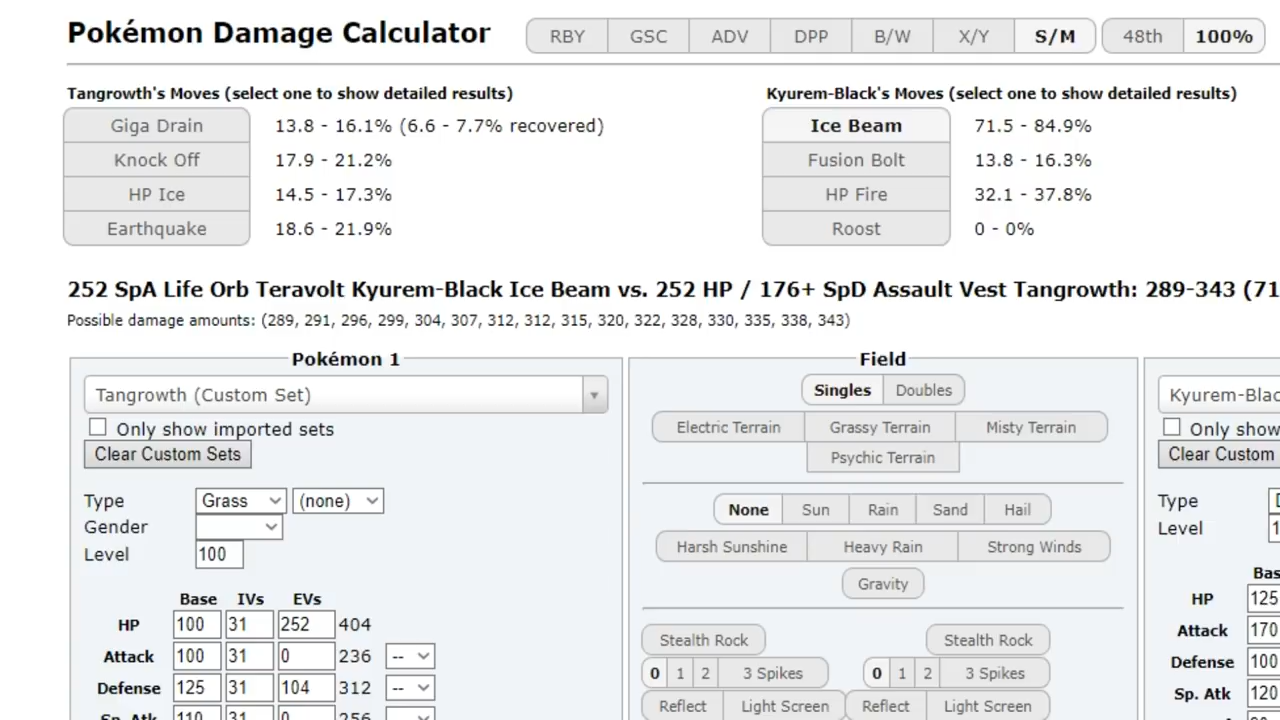 Pokémon Damage Calculator RBY GSC ADV DPP B/W X/Y S/M 48th 100%
Tangrowth's Moves (select one to show detailed results) Kyurem-Black's Moves (select one to show detailed results)
Giga Drain 13.8 - 16.1% (6.6 - 7.7% recovered) Ice Beam 71.5 - 84.9%
Knock Off 17.9 - 21.2% Fusion Bolt 13.8 - 16.3%
HP Ice 14.5 - 17.3% HP Fire 32.1 - 37.8%
Earthquake 18.6 - 21.9% Roost 0 - 0%
252 SpA Life Orb Teravolt Kyurem-Black Ice Beam vs. 252 HP / 176+ SpD Assault Vest Tangrowth: 289-343 (71
Possible damage amounts: (289, 291, 296, 299, 304, 307, 312, 312, 315, 320, 322, 328, 330, 335, 338, 343)
Pokémon 1 Field
Tangrowth (Custom Set) Singles Doubles Kyurem-Blac
Only show imported sets Electric Terrain Grassy Terrain Misty Terrain Only show
Clear Custom Sets Psychic Terrain Clear Custom
Type Grass (none) None Sun Rain Sand Hail Type
Gender Level 1
Level 100 Harsh Sunshine Heavy Rain Strong Winds
Gravity
Base IVs EVs Bas
HP 100 31 252 404 HP 125
Stealth Rock Stealth Rock
Attack 100 31 0 236 -- Attack 170
0 1 2 3 Spikes 0 1 2 3 Spikes
Defense 125 31 104 312 -- Defense 100
Reflect Light Screen Reflect Light Screen
Sp. Atk 110 31 0 256 Sp. Atk 120